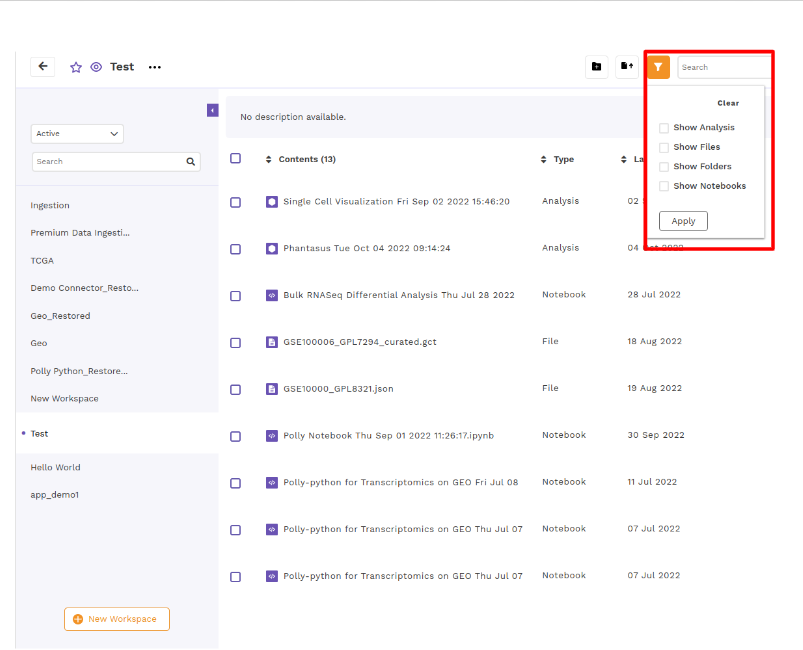 Test
Search
Clear
Show Analysis
Show Files
Show Folders
Show Notebooks
Apply
Active
Search
Ingestion
Premium Data Ingesti...
TCGA
Demo Connector_Resto...
Geo_Restored
Geo
Polly Python_Restore...
New Workspace
Test
Hello World
app_demo1
New Workspace
No description available.
Contents (13) Type La
Single Cell Visualization Fri Sep 02 2022 15:46:20 Analysis 02
Phantasus Tue Oct 04 2022 09:14:24 Analysis 04 Oct 2022
Bulk RNASeq Differential Analysis Thu Jul 28 2022 Notebook 28 Jul 2022
GSE100006_GPL7294_curated.gct File 18 Aug 2022
GSE10000_GPL8321.json File 19 Aug 2022
Polly Notebook Thu Sep 01 2022 11:26:17.ipynb Notebook 30 Sep 2022
Polly-python for Transcriptomics on GEO Fri Jul 08 Notebook 11 Jul 2022
Polly-python for Transcriptomics on GEO Thu Jul 07 Notebook 07 Jul 2022
Polly-python for Transcriptomics on GEO Thu Jul 07 Notebook 07 Jul 2022